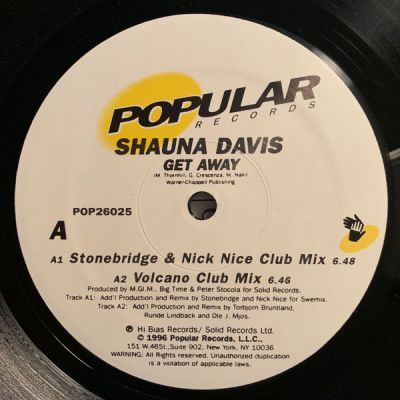 POPULAR
RECORDS
SHAUNA DAVIS
GET AWAY
(M. Thornhill, G. Crescenza, M. Nalli)
Warner-Chappell Publishing
POP26025
A
A1 Stonebridge & Nick Nice Club Mix 6.48
A2 Volcano Club Mix 6.46
Produced by M.GI.M., Big Time & Peter Stocola for Solid Records.
Track A1: Add'l Production and Remix by Stonebridge and Nick Nice for Swemix.
Track A2: Add'l Production and Remix by Torbjorn Bruntland,
Runde Lindback and Ole J. Mjos.
℗ Hi Bias Records/ Solid Records Ltd.
© 1996 Popular Records, L.L.C.,
151 W.46St.,Suite 902, New York, NY 10036
WARNING: All Rights Reserved. Unauthorized duplication
is a violation of applicable laws.